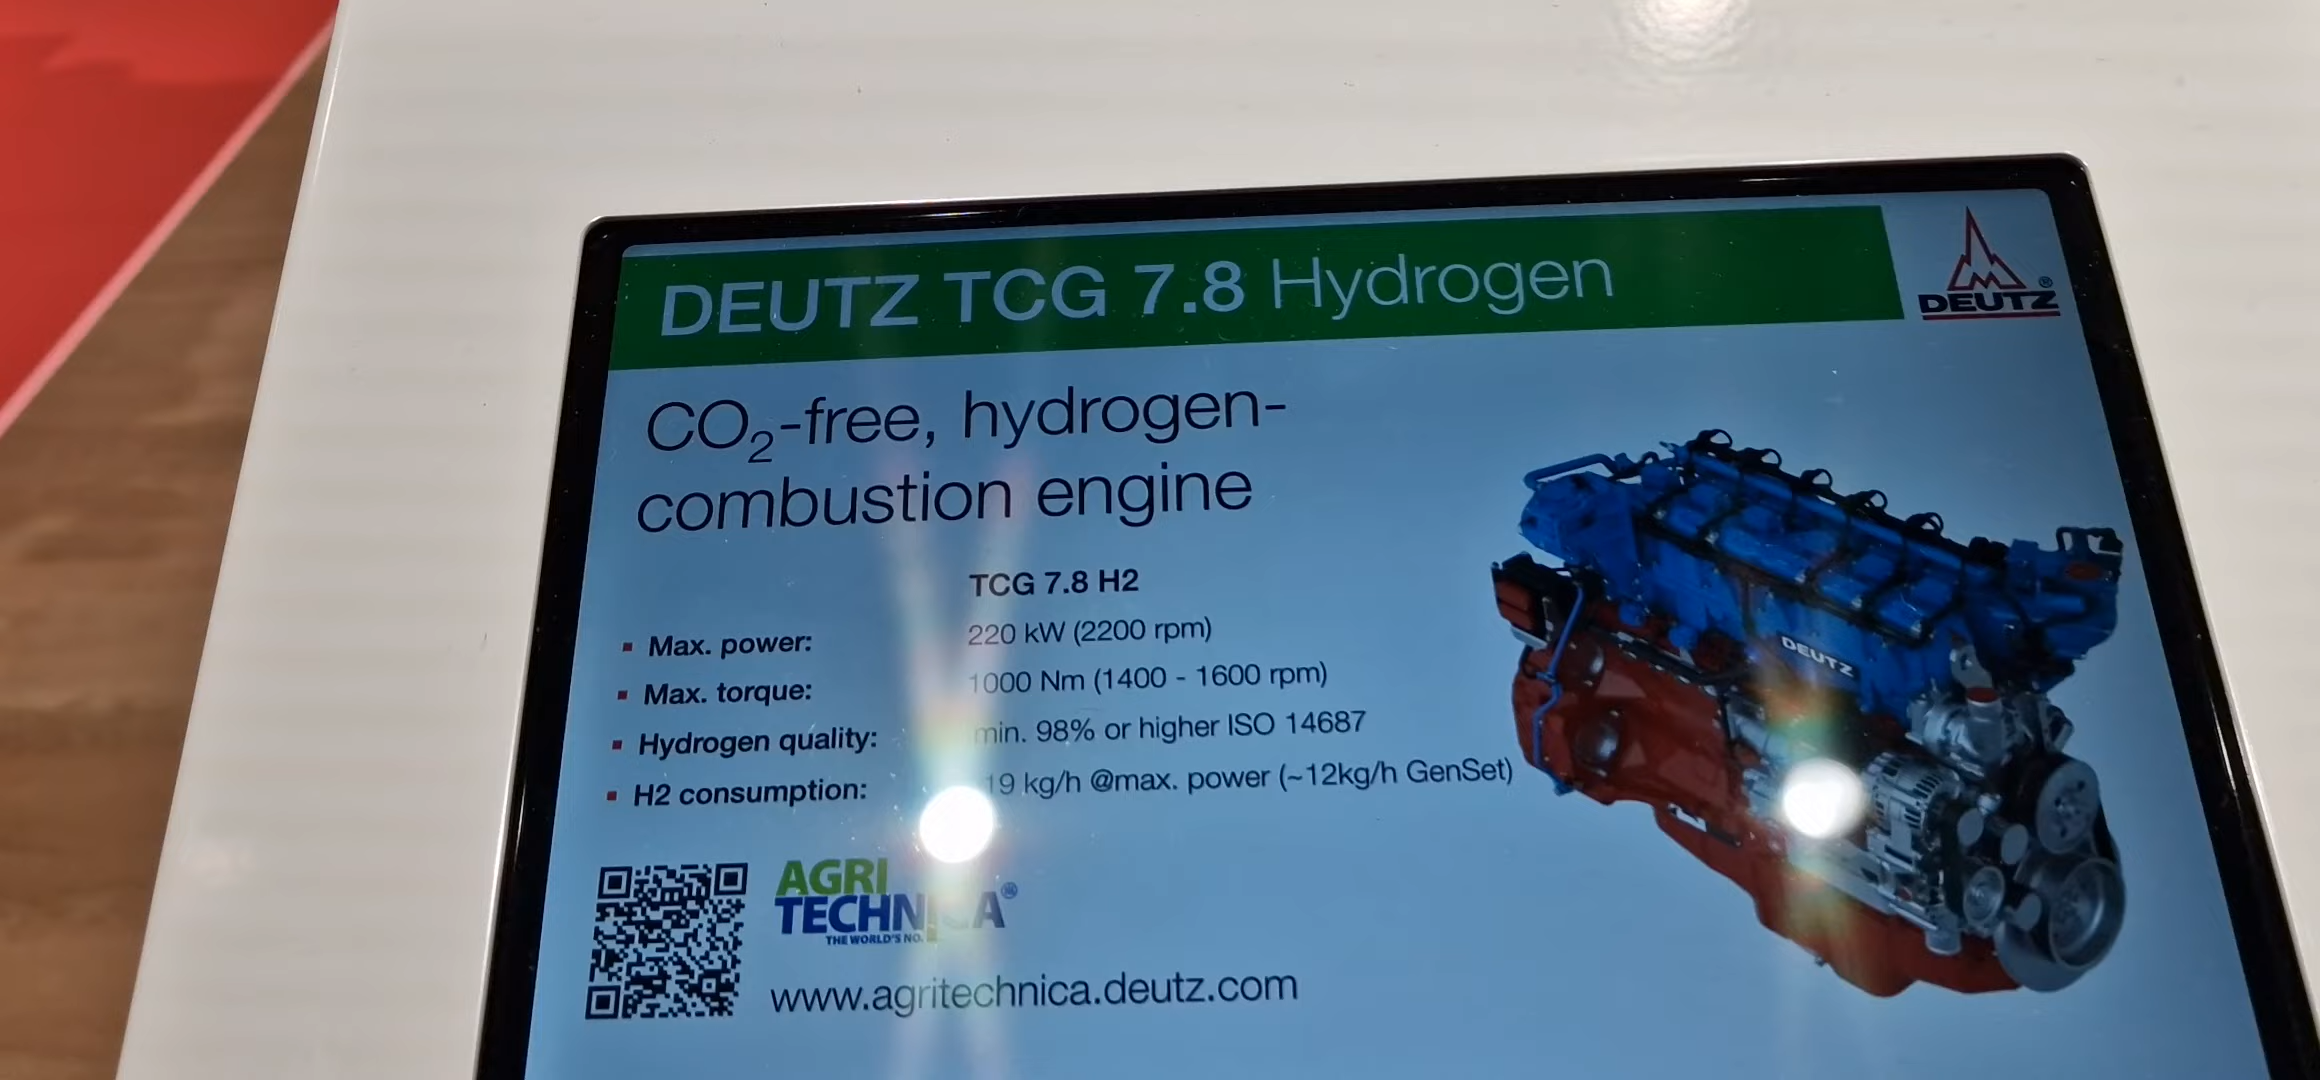 DEUTZ TCG 7.8 Hydrogen
DEUTZ®
CO₂-free, hydrogen-
combustion engine
TCG 7.8 H2
▪ Max. power: 220 kW (2200 rpm)
▪ Max. torque: 1000 Nm (1400 - 1600 rpm)
▪ Hydrogen quality: min. 98% or higher ISO 14687
▪ H2 consumption: 19 kg/h @max. power (~12kg/h GenSet)
DEUTZ
AGRI
TECHNICA
THE WORLD'S NO.
www.agritechnica.deutz.com